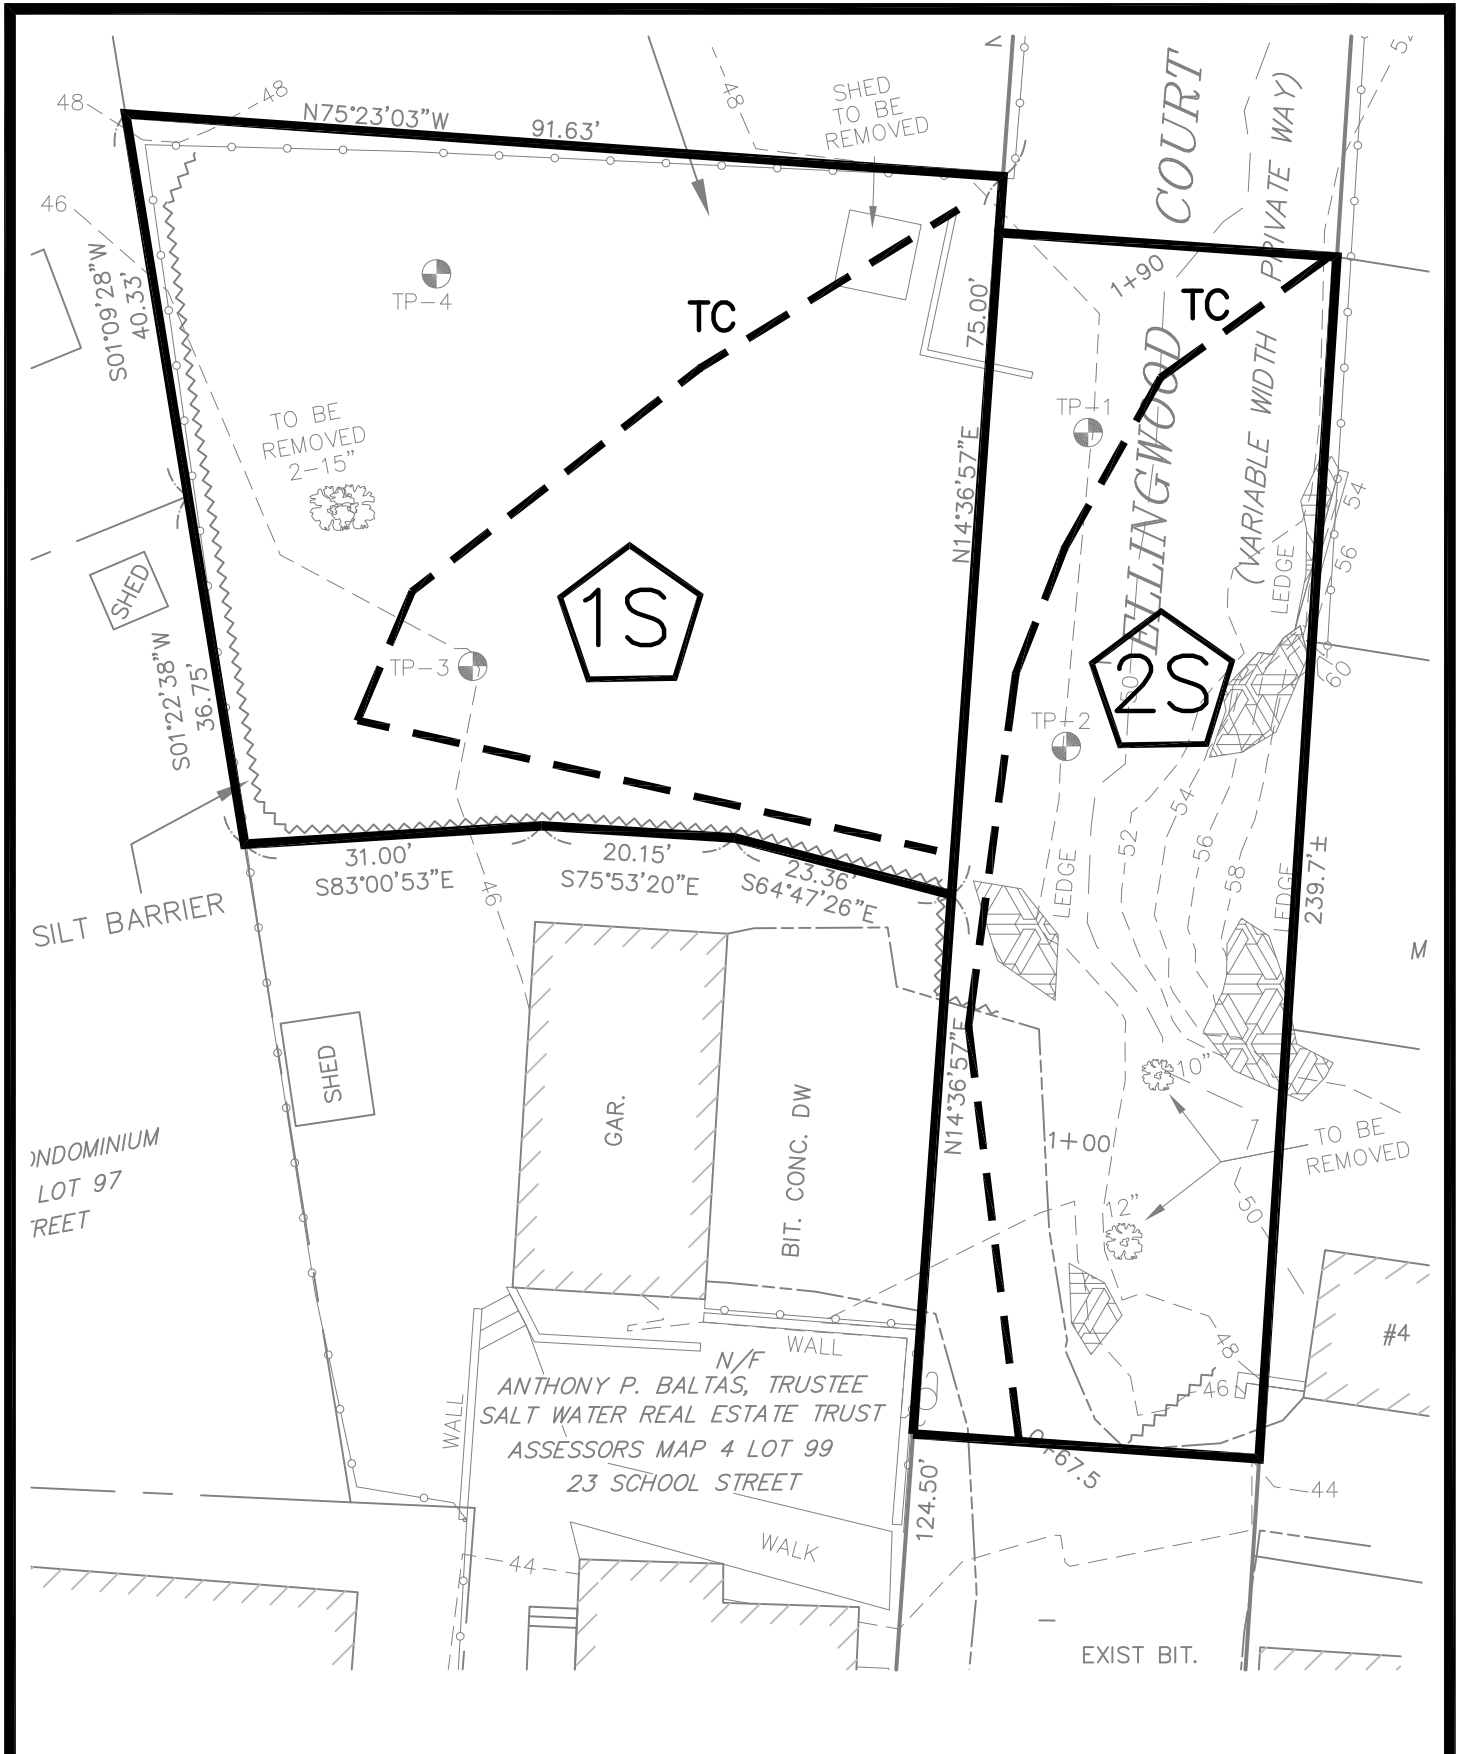 48
48
N75°23'03"W
91.63'
48
SHED
TO BE
REMOVED
COURT
46
S01°09'28"W
40.33'
TP-4
TC
75.00'
1+90
TC
ELLINGWOOD
(VARIABLE WIDTH PRIVATE WAY)
TO BE
REMOVED
2-15"
TP-1
N14°36'57"E
54
56
LEDGE
SHED
1S
2S
50
60
TP-3
S01°22'38"W
36.75'
TP-2
54
52
56
58
LEDGE
LEDGE
239.7'±
31.00'
S83°00'53"E
20.15'
S75°53'20"E
23.36'
S64°47'26"E
46
SILT BARRIER
M
SHED
GAR.
BIT. CONC. DW
N14°36'57"E
10"
1+00
TO BE
REMOVED
12"
50
ONDOMINIUM
LOT 97
REET
#4
48
46
WALL
WALL
N/F
ANTHONY P. BALTAS, TRUSTEE
SALT WATER REAL ESTATE TRUST
ASSESSORS MAP 4 LOT 99
23 SCHOOL STREET
0+67.5
124.50'
44
WALK
44
EXIST BIT.